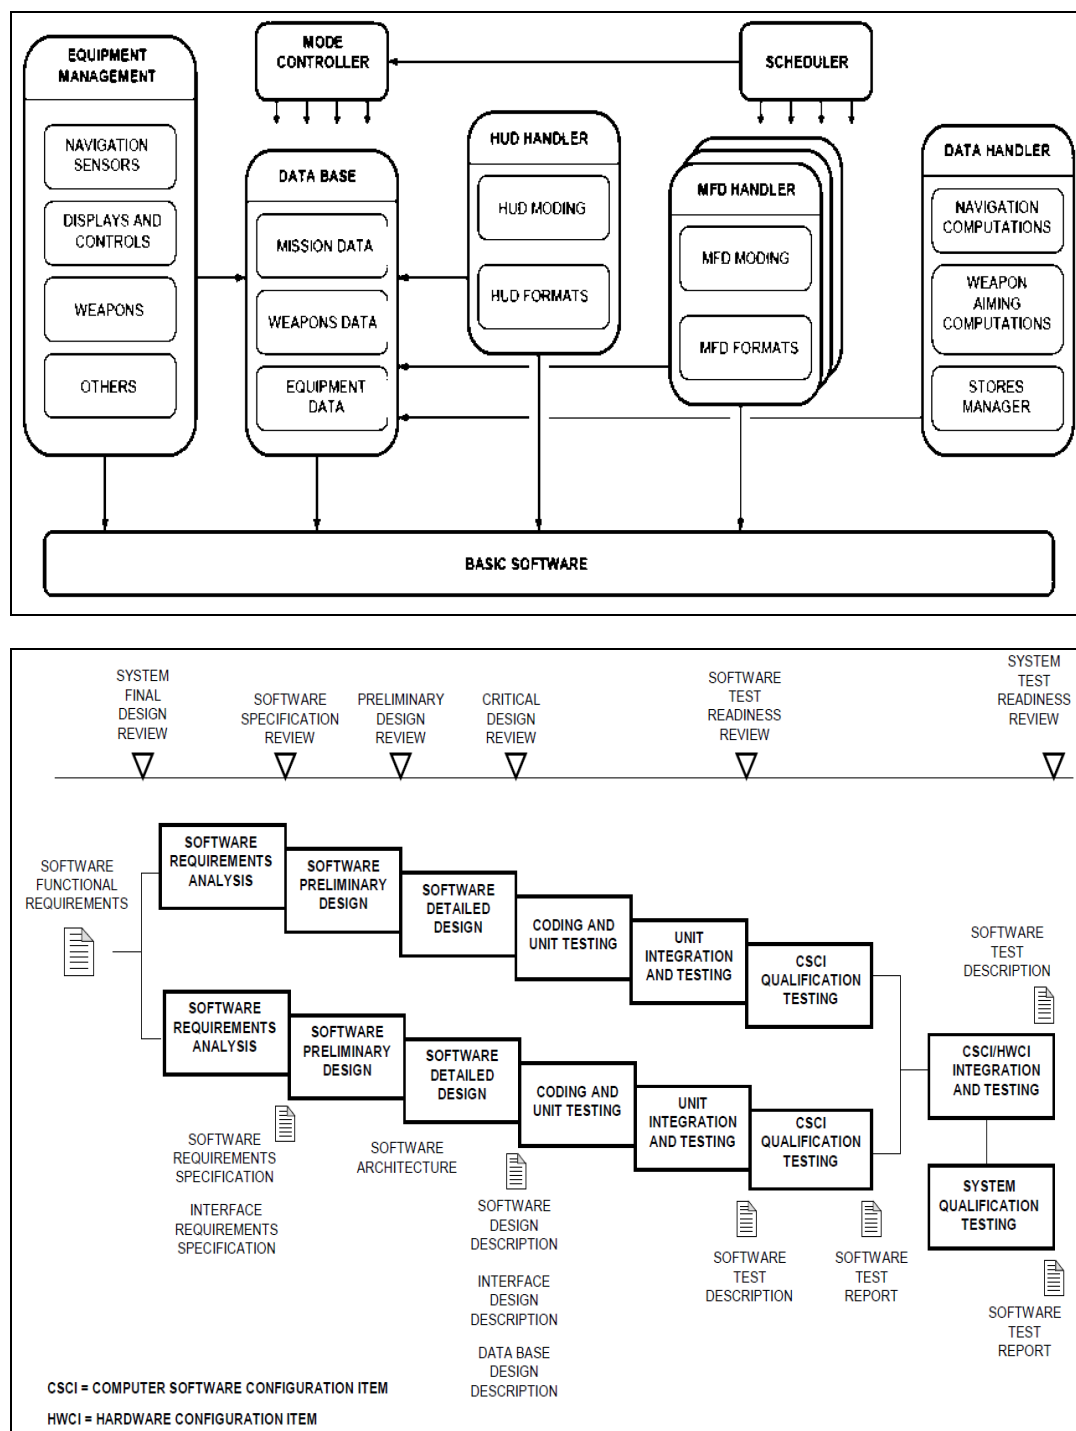 EQUIPMENT
MANAGEMENT
NAVIGATION
SENSORS
DISPLAYS AND
CONTROLS
WEAPONS
OTHERS
MODE
CONTROLLER
SCHEDULER
DATA BASE
MISSION DATA
WEAPONS DATA
EQUIPMENT
DATA
HUD HANDLER
HUD MODING
HUD FORMATS
MFD HANDLER
MFD MODING
MFD FORMATS
DATA HANDLER
NAVIGATION
COMPUTATIONS
WEAPON
AIMING
COMPUTATIONS
STORES
MANAGER
BASIC SOFTWARE
SYSTEM
FINAL
DESIGN
REVIEW
SOFTWARE
SPECIFICATION
REVIEW
PRELIMINARY
DESIGN
REVIEW
CRITICAL
DESIGN
REVIEW
SOFTWARE
TEST
READINESS
REVIEW
SYSTEM
TEST
READINESS
REVIEW
SOFTWARE
FUNCTIONAL
REQUIREMENTS
SOFTWARE
REQUIREMENTS
ANALYSIS
SOFTWARE
PRELIMINARY
DESIGN
SOFTWARE
DETAILED
DESIGN
CODING AND
UNIT TESTING
UNIT
INTEGRATION
AND TESTING
CSCI
QUALIFICATION
TESTING
SOFTWARE
TEST
DESCRIPTION
SOFTWARE
REQUIREMENTS
ANALYSIS
SOFTWARE
PRELIMINARY
DESIGN
SOFTWARE
DETAILED
DESIGN
CODING AND
UNIT TESTING
UNIT
INTEGRATION
AND TESTING
CSCI
QUALIFICATION
TESTING
CSCI/HWCI
INTEGRATION
AND TESTING
SYSTEM
QUALIFICATION
TESTING
SOFTWARE
REQUIREMENTS
SPECIFICATION
INTERFACE
REQUIREMENTS
SPECIFICATION
SOFTWARE
ARCHITECTURE
SOFTWARE
DESIGN
DESCRIPTION
INTERFACE
DESIGN
DESCRIPTION
DATA BASE
DESIGN
DESCRIPTION
SOFTWARE
TEST
DESCRIPTION
SOFTWARE
TEST
REPORT
SOFTWARE
TEST
REPORT
CSCI = COMPUTER SOFTWARE CONFIGURATION ITEM
HWCI = HARDWARE CONFIGURATION ITEM